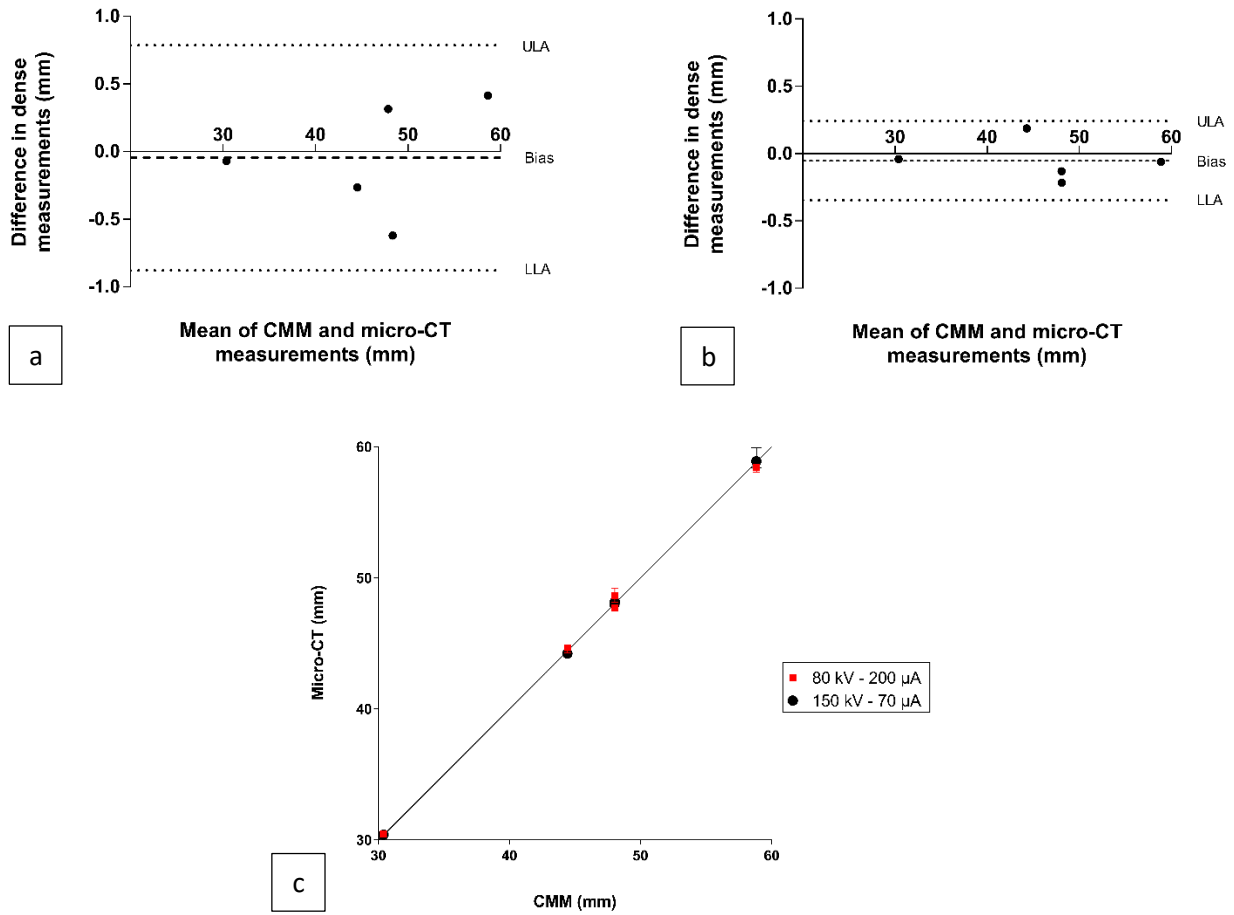 Difference in dense
measurements (mm)
1.0
0.5
0.0
-0.5
-1.0
30
40
50
60
ULA
Bias
LLA
Mean of CMM and micro-CT
measurements (mm)
a
Difference in dense
measurements (mm)
1.0
0.5
0.0
-0.5
-1.0
30
40
50
60
ULA
Bias
LLA
Mean of CMM and micro-CT
measurements (mm)
b
Micro-CT (mm)
60
50
40
30
30
40
50
60
CMM (mm)
80 kV - 200 µA
150 kV - 70 µA
c